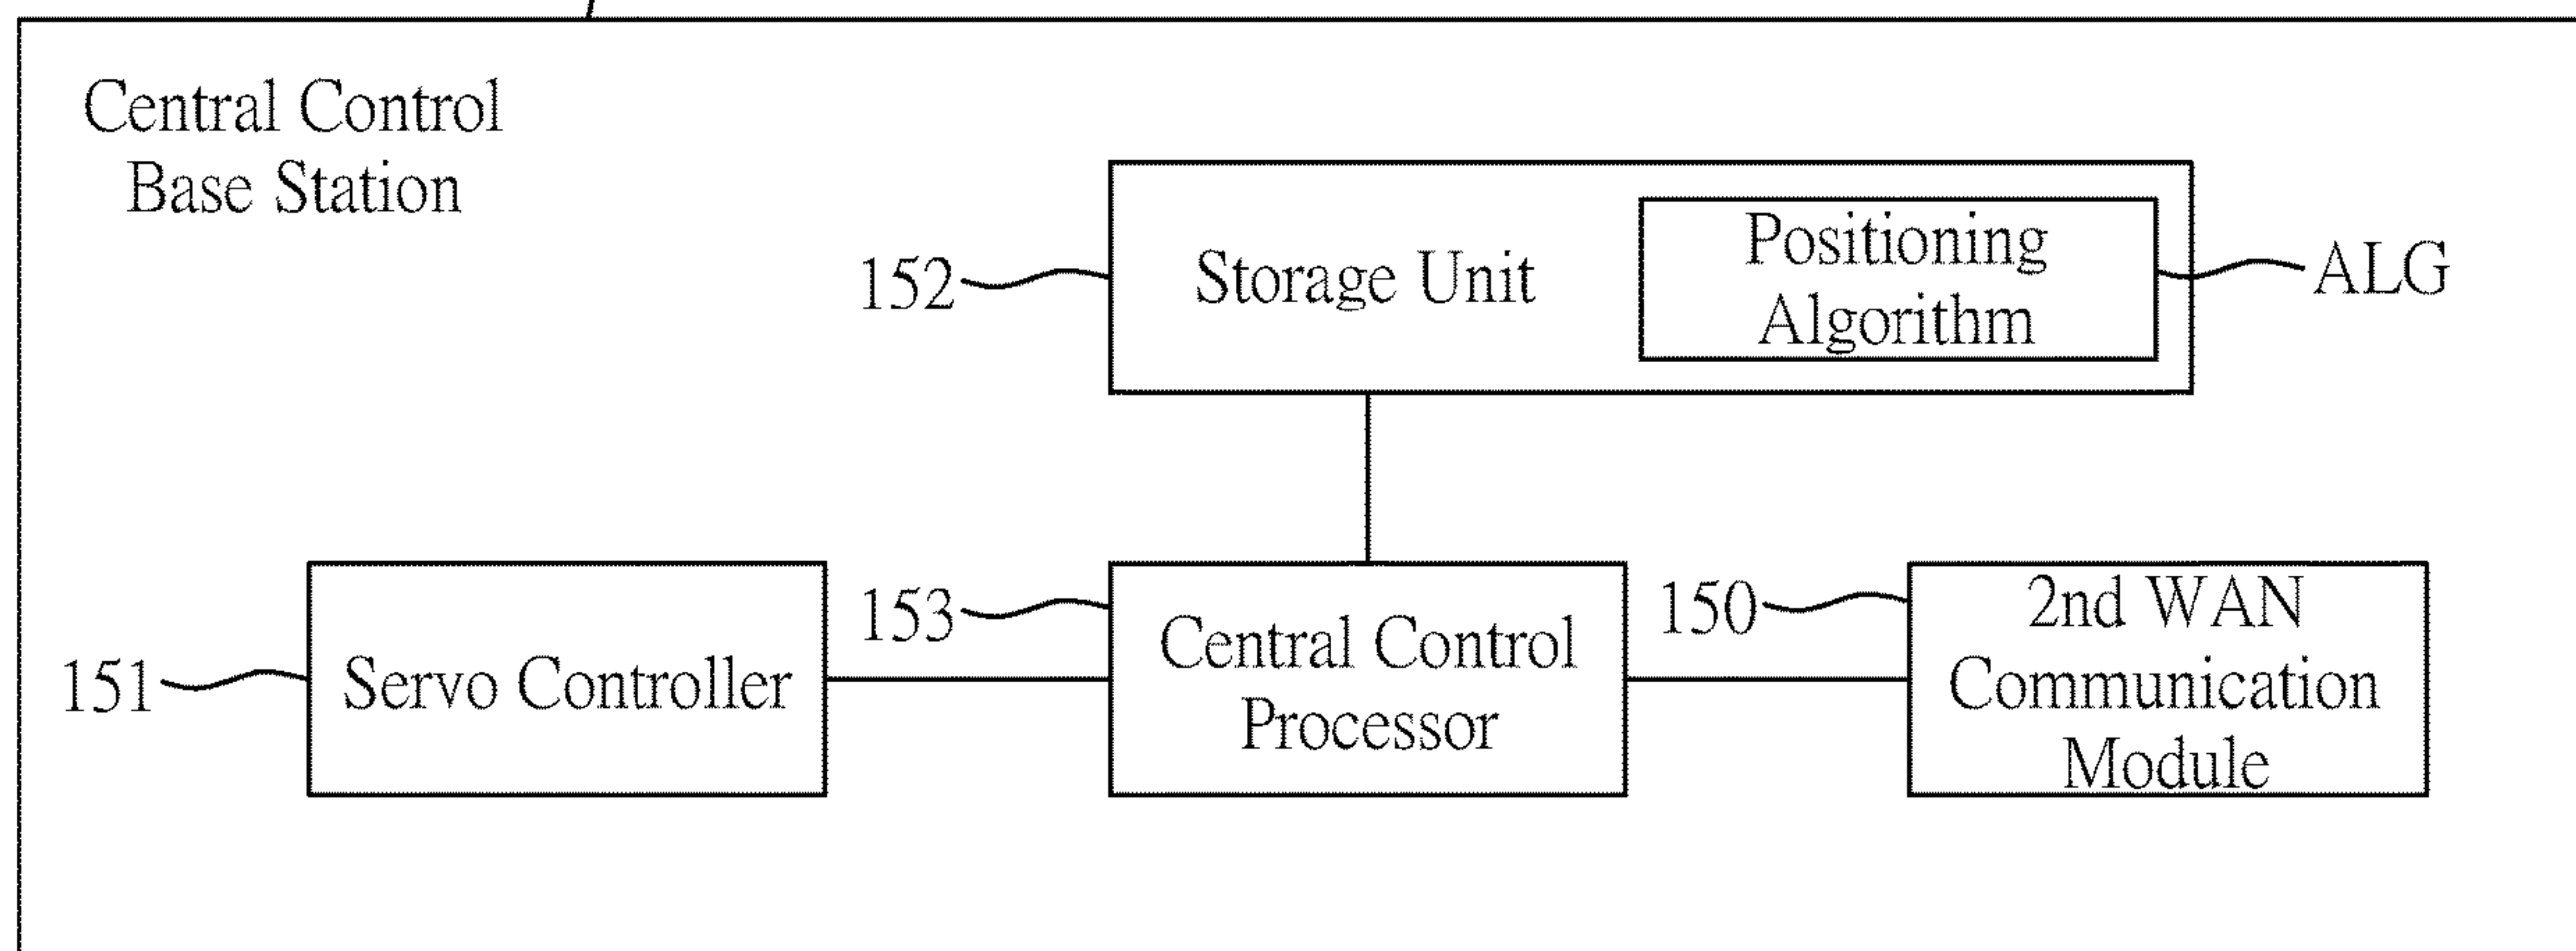 Central Control
Base Station
152
Storage Unit
Positioning
Algorithm
ALG
151
Servo Controller
153
Central Control
Processor
150
2nd WAN
Communication
Module